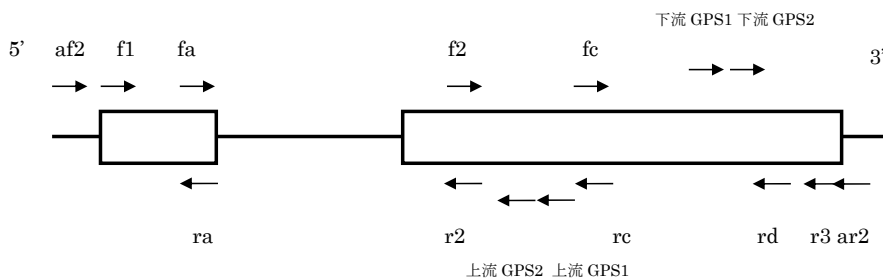 下流 GPS1 下流 GPS2
5’ af2 f1 fa f2 fc 3’
ra r2 rc rd r3 ar2
上流 GPS2 上流 GPS1